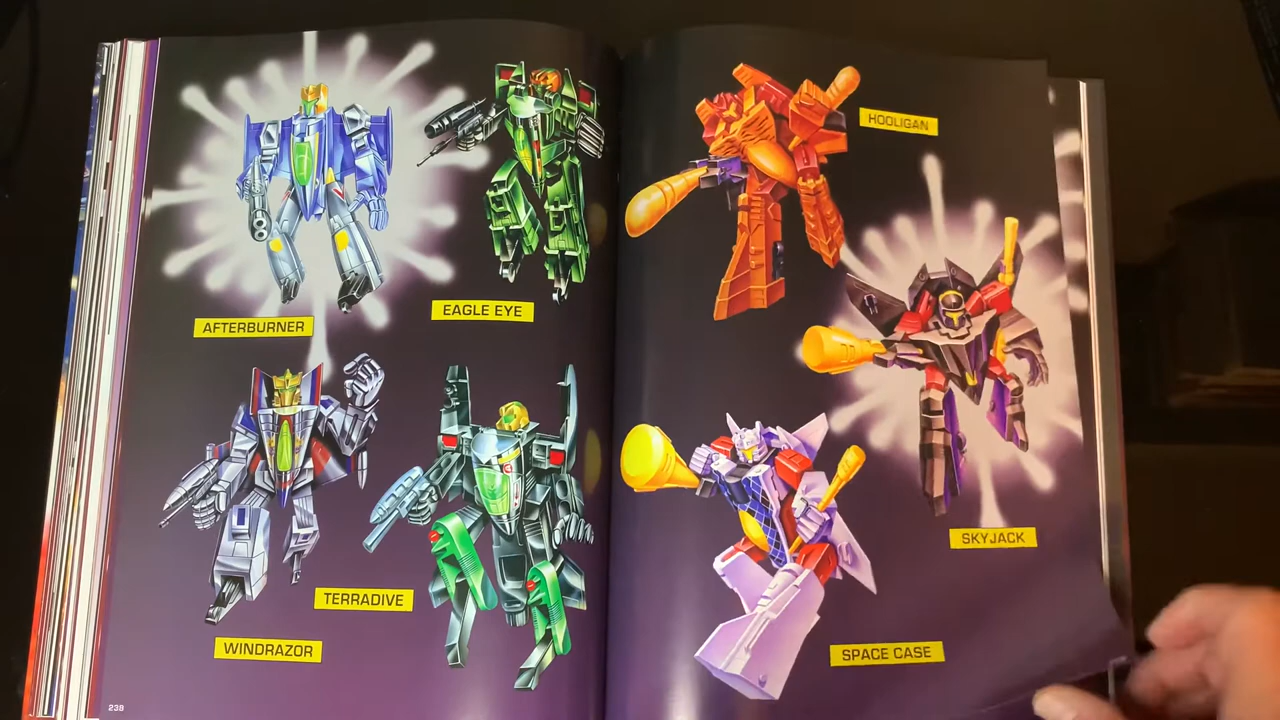 AFTERBURNER
EAGLE EYE
WINDRAZOR
TERRADIVE
238
HOOLIGAN
SKYJACK
SPACE CASE